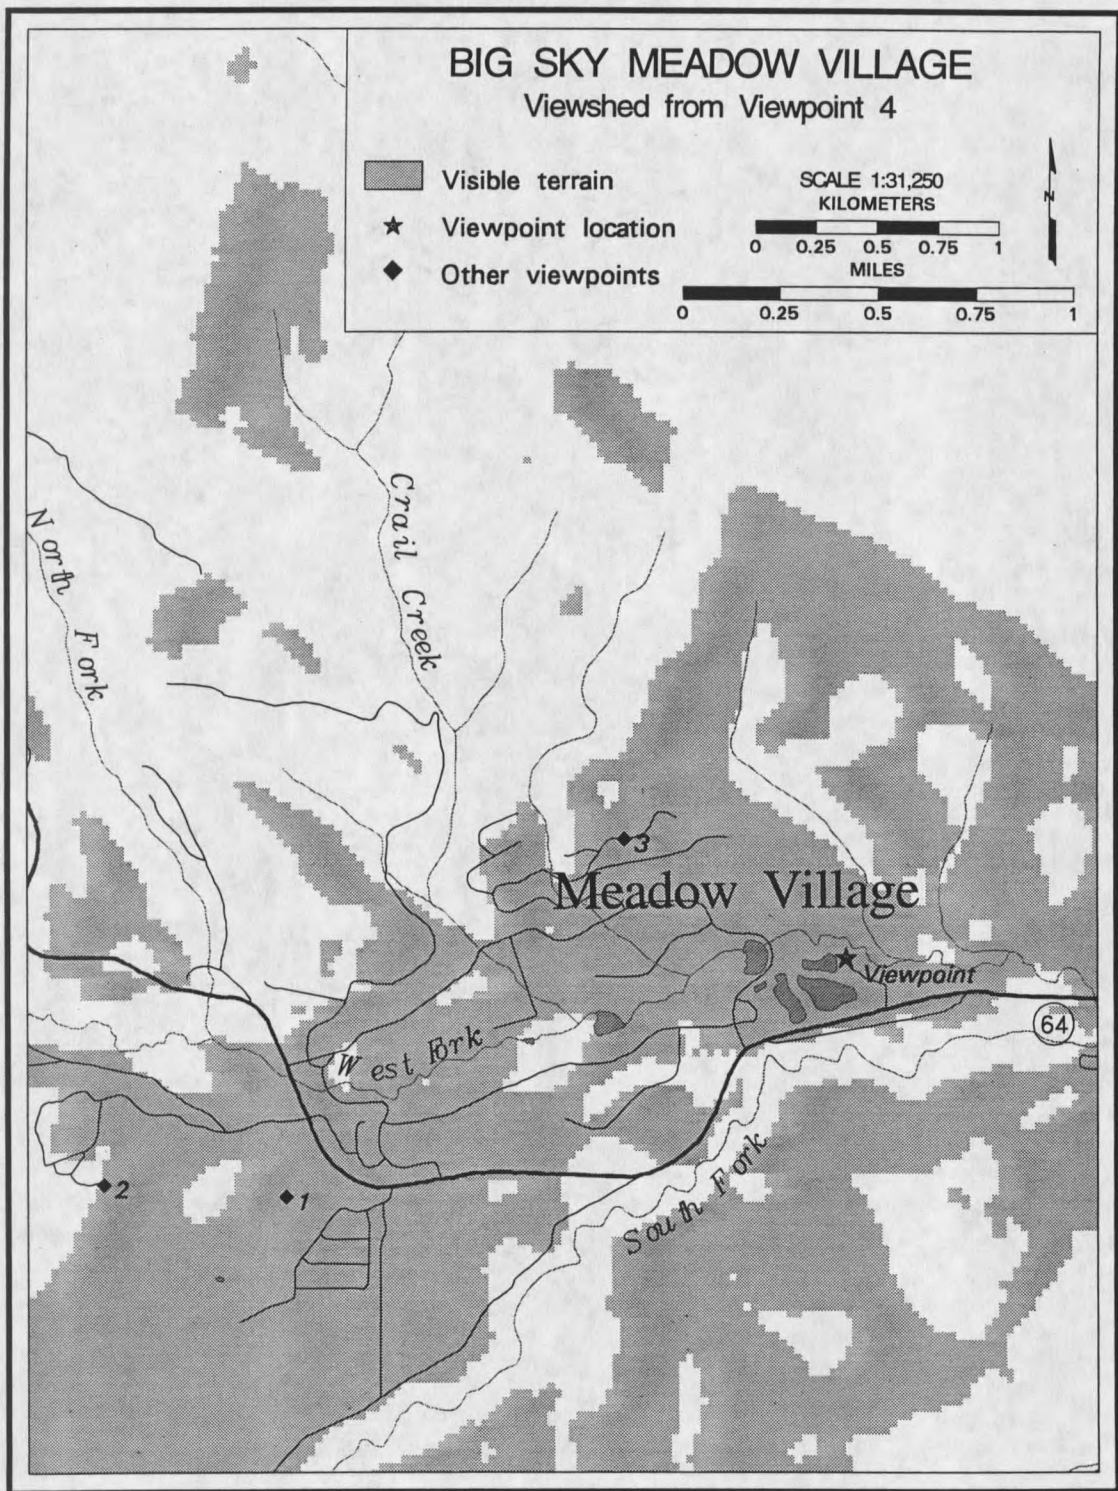 BIG SKY MEADOW VILLAGE
Viewshed from Viewpoint 4
Visible terrain
Viewpoint location
Other viewpoints
SCALE 1:31,250
KILOMETERS
0 0.25 0.5 0.75 1
MILES
0 0.25 0.5 0.75 1
N
Crail Creek
North Fork
3
Meadow Village
Viewpoint
64
West Fork
South Fork
2
1